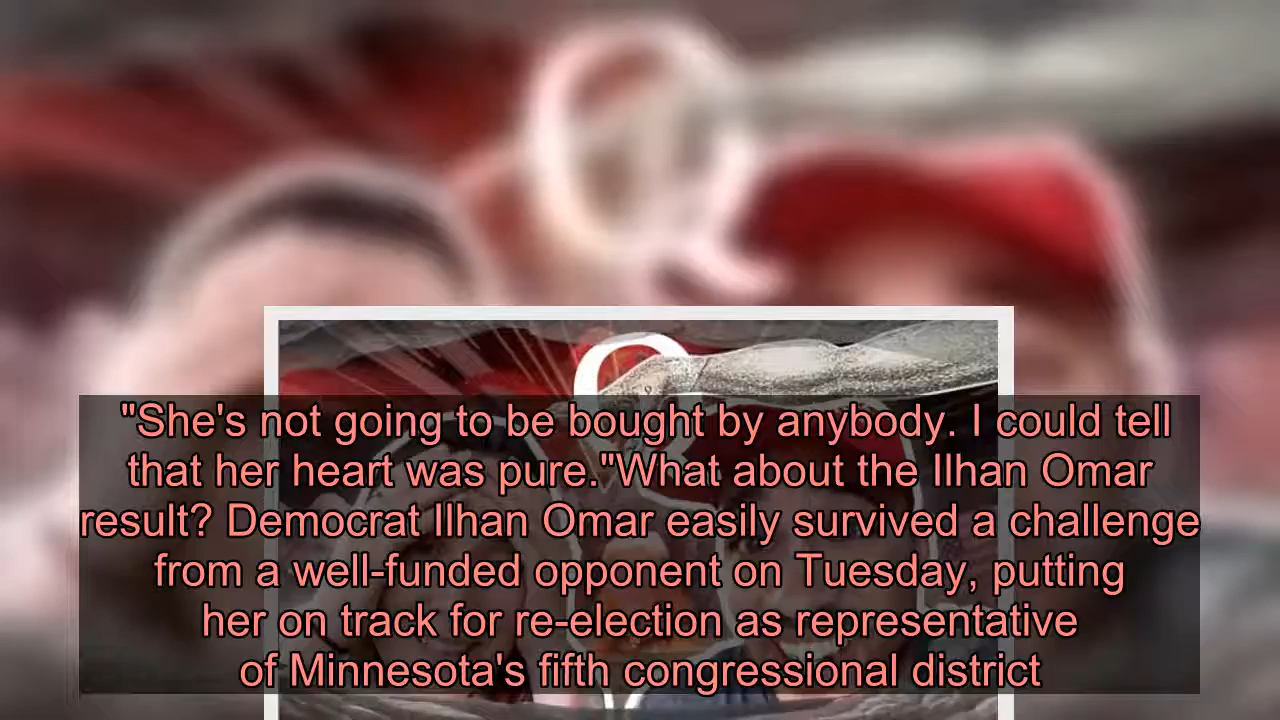 Q
"She's not going to be bought by anybody. I could tell
that her heart was pure."What about the Ilhan Omar
result? Democrat Ilhan Omar easily survived a challenge
from a well-funded opponent on Tuesday, putting
her on track for re-election as representative
of Minnesota's fifth congressional district